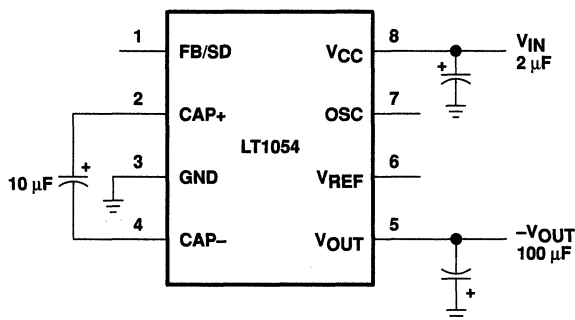 1 FB/SD VCC 8 VIN
2 μF
2 CAP+ OSC 7
LT1054
10 μF
3 GND VREF 6
4 CAP– VOUT 5 –VOUT
100 μF
+
+
+